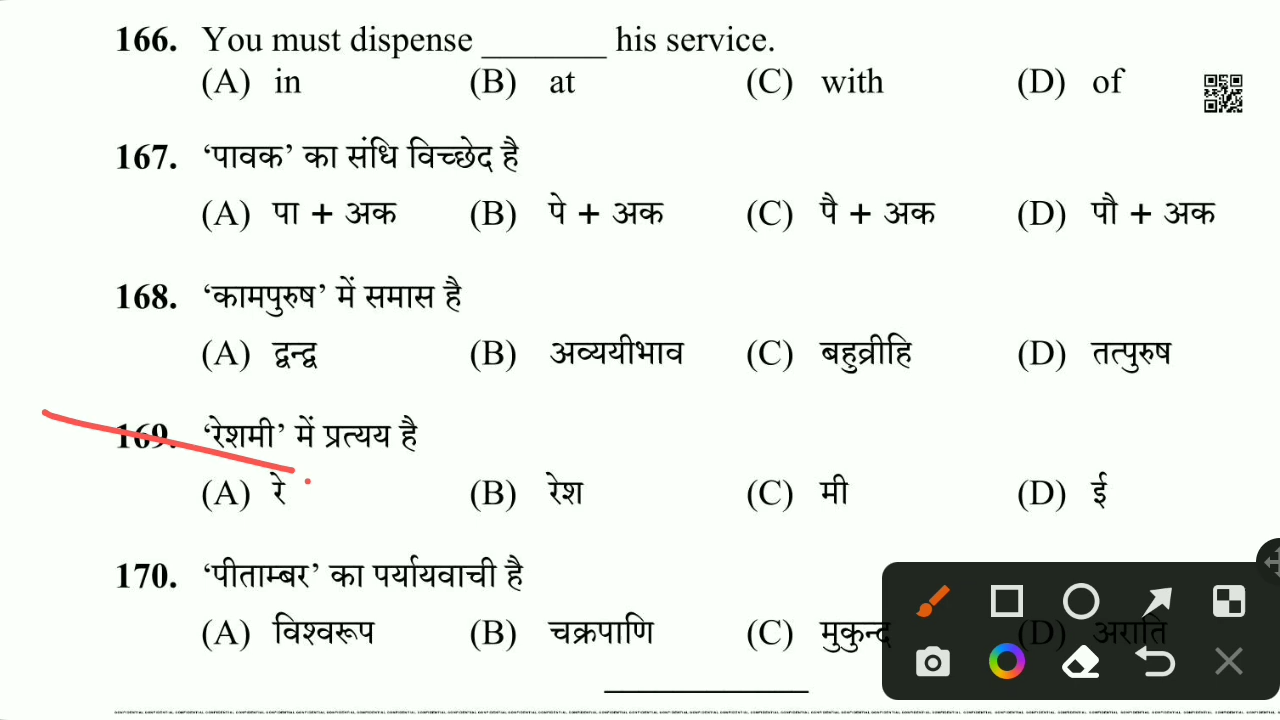 166. You must dispense _______ his service.
(A) in (B) at (C) with (D) of
167. ‘पावक’ का संधि विच्छेद है
(A) पा + अक (B) पे + अक (C) पै + अक (D) पौ + अक
168. ‘कामपुरुष’ में समास है
(A) द्वन्द्व (B) अव्ययीभाव (C) बहुव्रीहि (D) तत्पुरुष
169. ‘रेशमी’ में प्रत्यय है
(A) रे (B) रेश (C) मी (D) ई
170. ‘पीताम्बर’ का पर्यायवाची है
(A) विश्वरूप (B) चक्रपाणि (C) मुकुन्द (D) अराति